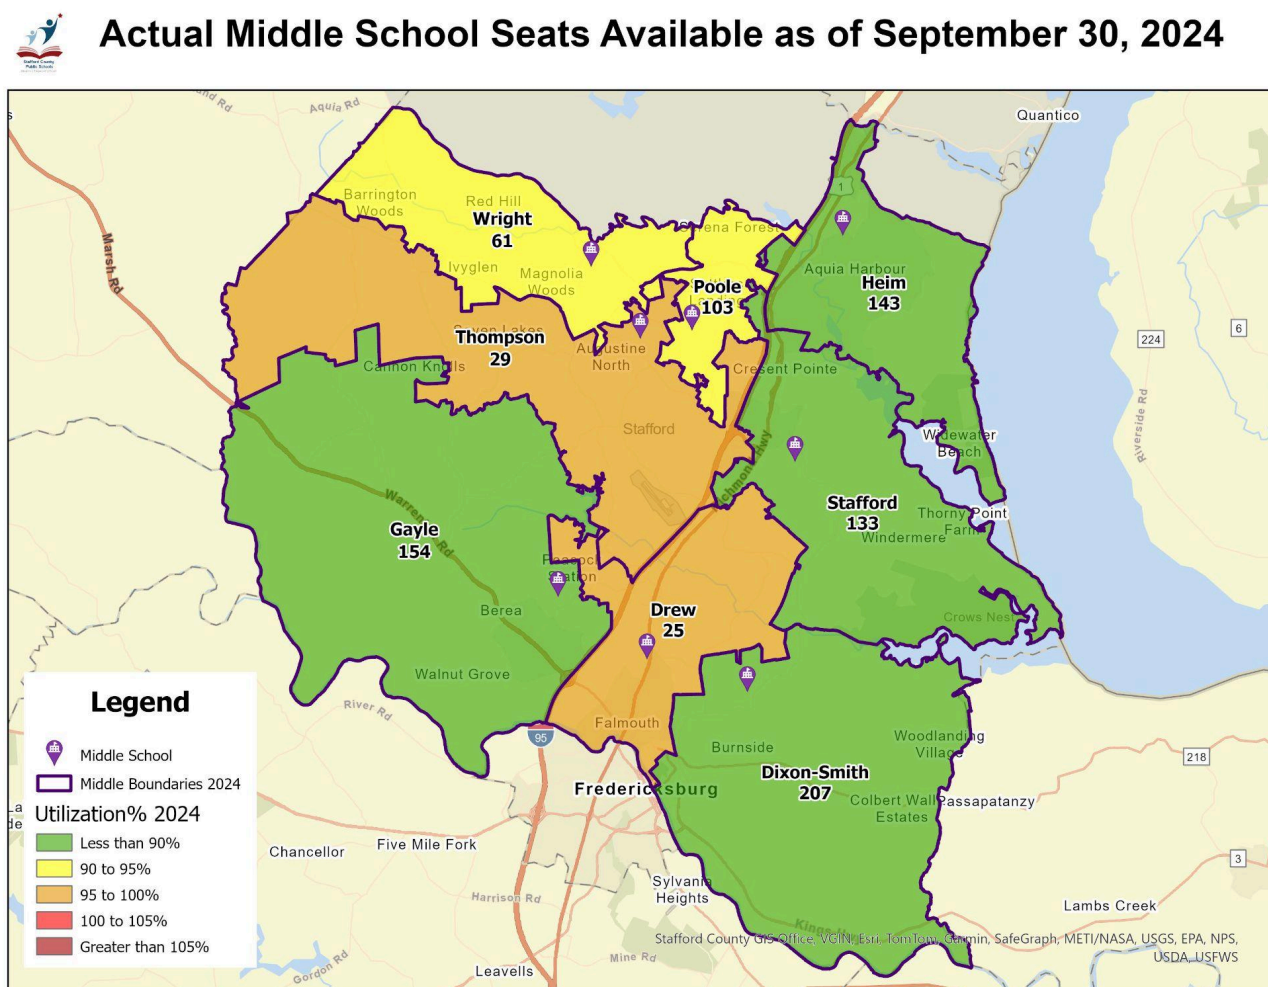 Actual Middle School Seats Available as of September 30, 2024
Stafford County
Public Schools
Aquia Rd
Quantico
Marsh Rd
Barrington
Woods
Red Hill
Wright
61
1
Ivyglen
Magnolia
Woods
Aquia Harbour
Heim
143
Poole
103
224
6
Thompson
29
Augustine
North
Cannon Knolls
Cresent Pointe
Riverside Rd
Stafford
Widewater
Beach
Warrenton Rd
Richmond Hwy
Gayle
154
Stafford
133
Thorny Point
Farm
Windermere
Peacock
Station
Berea
Drew
25
Crows Nest
Walnut Grove
River Rd
Falmouth
95
Burnside
Woodlanding
Village
218
Dixon-Smith
207
Fredericksburg
Colbert Wall
Estates
Passapatanzy
Legend
Middle School
Middle Boundaries 2024
Utilization% 2024
Less than 90%
90 to 95%
95 to 100%
100 to 105%
Greater than 105%
Chancellor
Five Mile Fork
3
Harrison Rd
Sylvania
Heights
Lambs Creek
Gordon Rd
Leavells
Mine Rd
Stafford County GIS Office, VGIN, Esri, TomTom, Garmin, SafeGraph, METI/NASA, USGS, EPA, NPS,
USDA, USFWS